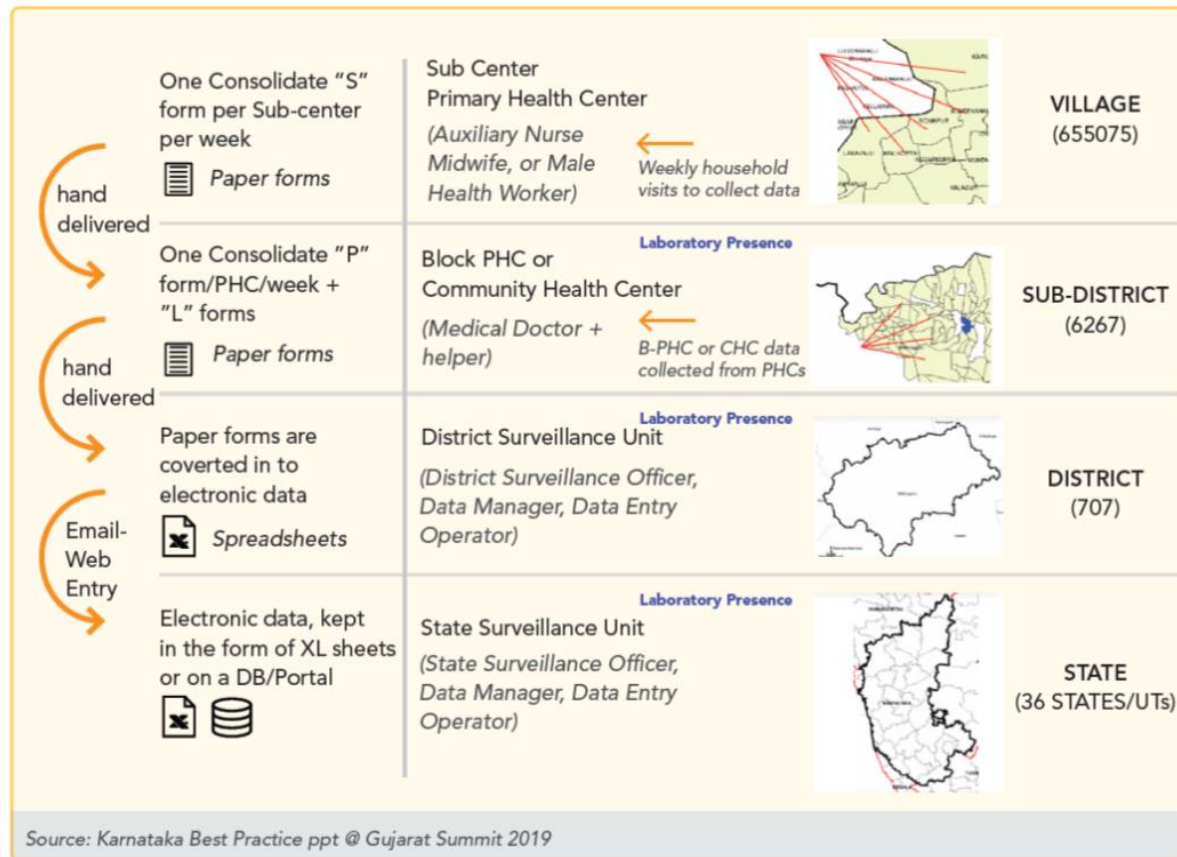 One Consolidate "S"
form per Sub-center
per week
Paper forms
Sub Center
Primary Health Center
(Auxiliary Nurse
Midwife, or Male
Health Worker)
Weekly household
visits to collect data
VILLAGE
(655075)
hand
delivered
One Consolidate "P"
form/PHC/week +
"L" forms
Paper forms
Laboratory Presence
Block PHC or
Community Health Center
(Medical Doctor +
helper)
B-PHC or CHC data
collected from PHCs
SUB-DISTRICT
(6267)
hand
delivered
Paper forms are
coverted in to
electronic data
Spreadsheets
Laboratory Presence
District Surveillance Unit
(District Surveillance Officer,
Data Manager, Data Entry
Operator)
DISTRICT
(707)
Email-
Web
Entry
Electronic data, kept
in the form of XL sheets
or on a DB/Portal
Laboratory Presence
State Surveillance Unit
(State Surveillance Officer,
Data Manager, Data Entry
Operator)
STATE
(36 STATES/UTs)
Source: Karnataka Best Practice ppt @ Gujarat Summit 2019